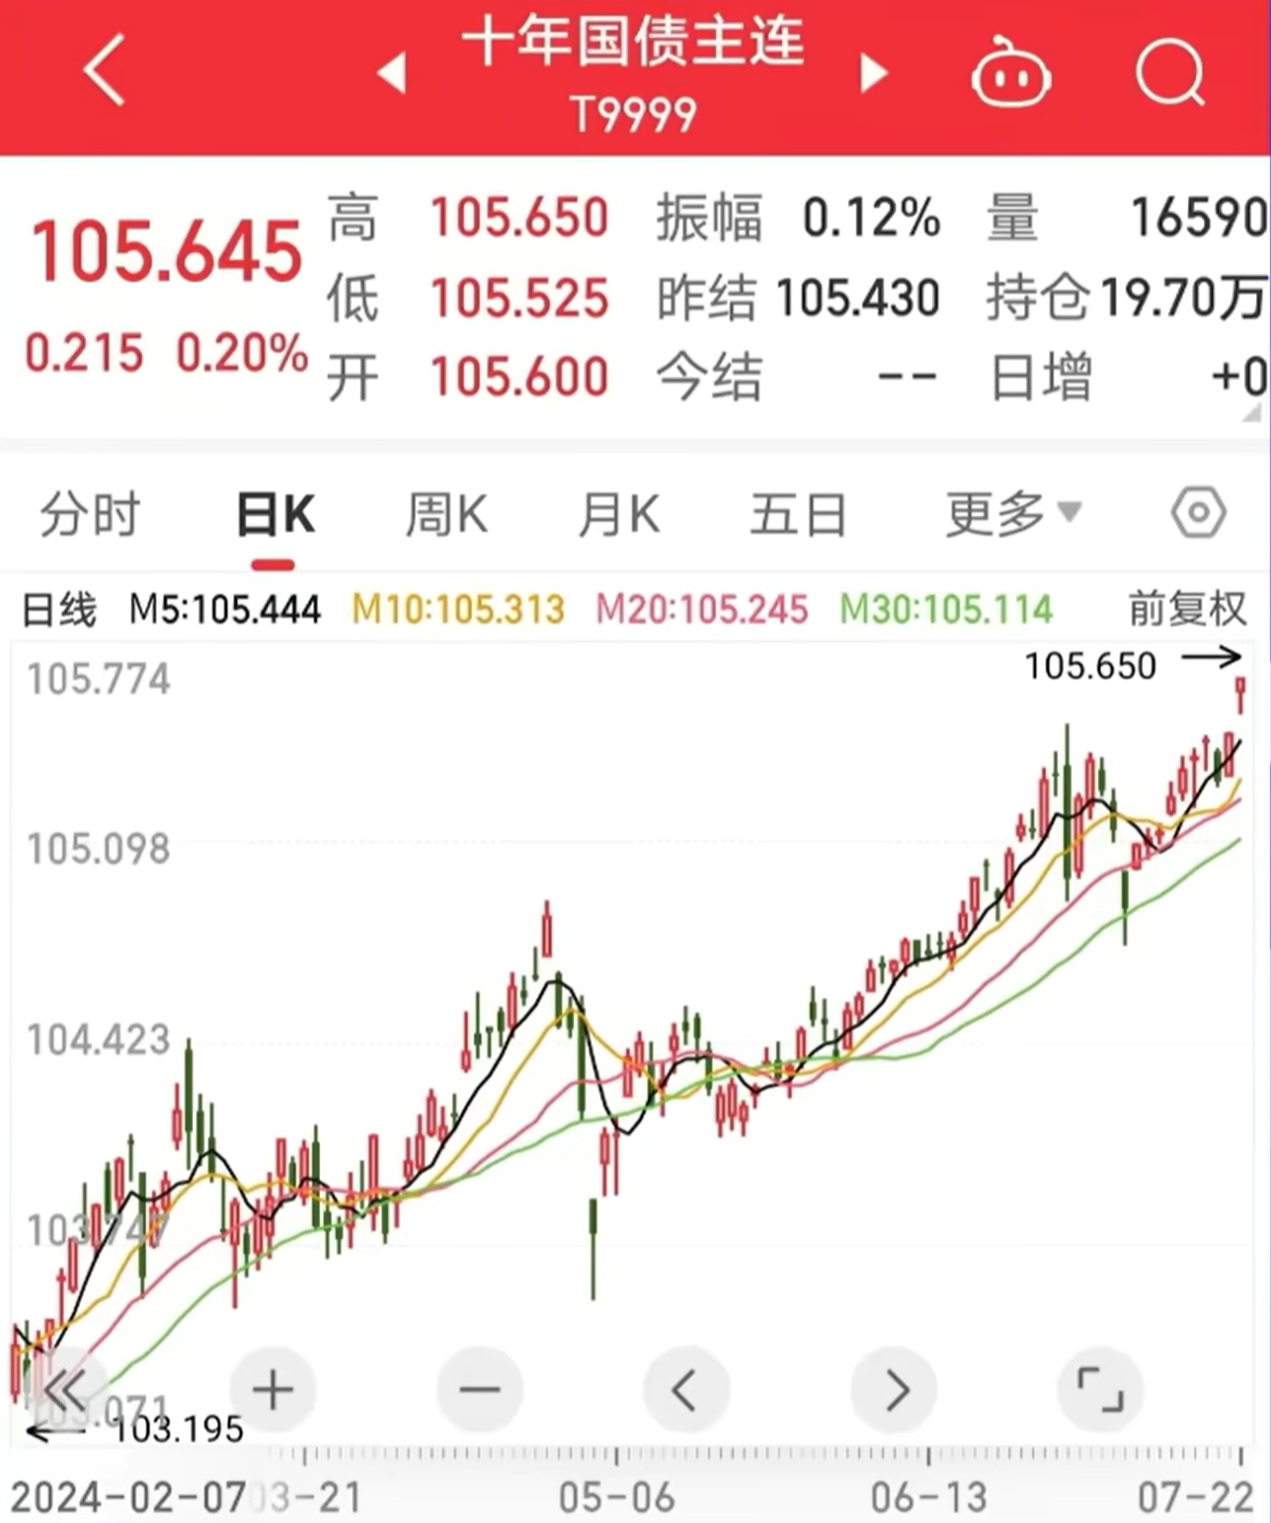 十年国债主连
T9999
105.645
0.215 0.20%
高 105.650 振幅 0.12% 量 16590
低 105.525 昨结 105.430 持仓 19.70万
开 105.600 今结 -- 日增 +0
分时 日K 周K 月K 五日 更多
日线 M5:105.444 M10:105.313 M20:105.245 M30:105.114 前复权
105.774
105.650
105.098
104.423
103.747
103.071
103.195
2024-02-07 03-21 05-06 06-13 07-22